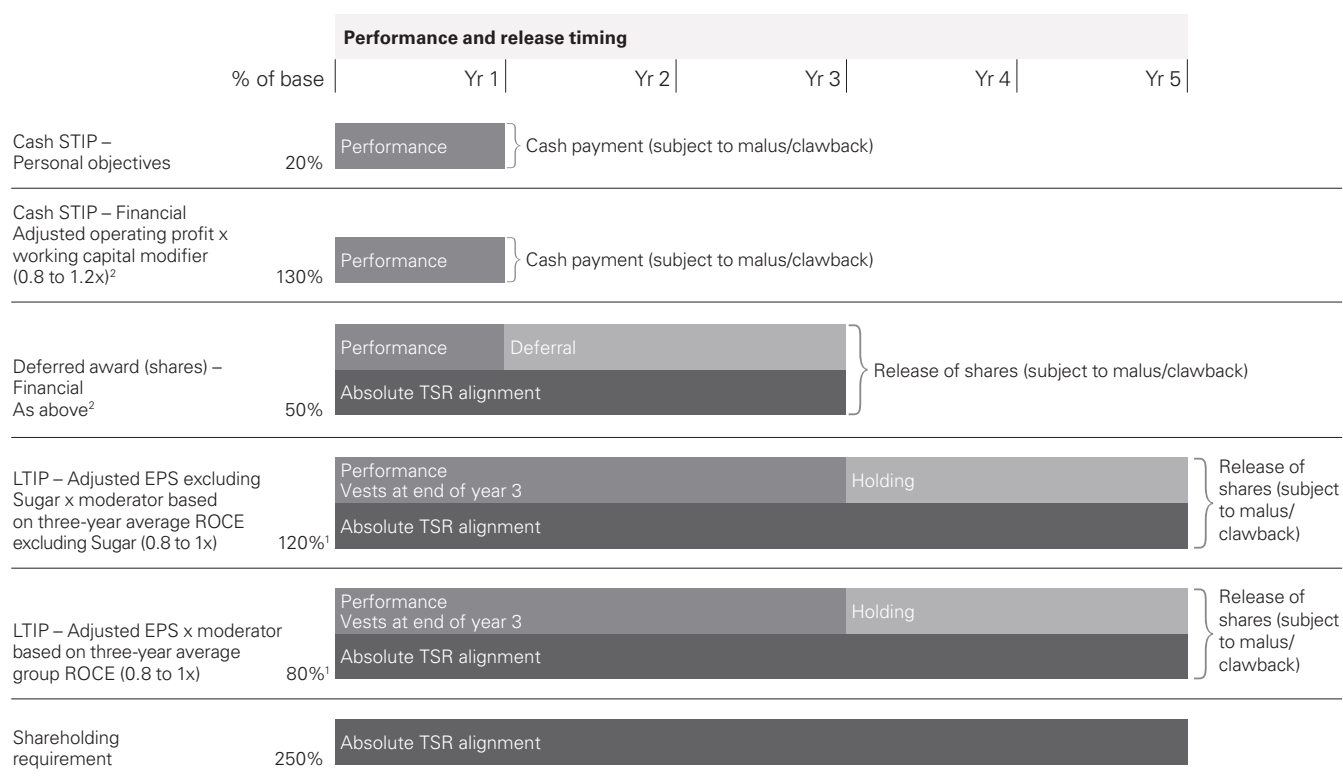 Performance and release timing
% of base Yr 1 Yr 2 Yr 3 Yr 4 Yr 5
Cash STIP –
Personal objectives 20%
Performance
Cash payment (subject to malus/clawback)
Cash STIP – Financial
Adjusted operating profit x
working capital modifier
(0.8 to 1.2x)² 130%
Performance
Cash payment (subject to malus/clawback)
Deferred award (shares) –
Financial
As above² 50%
Performance
Deferral
Absolute TSR alignment
Release of shares (subject to malus/clawback)
LTIP – Adjusted EPS excluding
Sugar x moderator based
on three-year average ROCE
excluding Sugar (0.8 to 1x) 120%¹
Performance
Vests at end of year 3
Holding
Absolute TSR alignment
Release of
shares (subject
to malus/
clawback)
LTIP – Adjusted EPS x moderator
based on three-year average
group ROCE (0.8 to 1x) 80%¹
Performance
Vests at end of year 3
Holding
Absolute TSR alignment
Release of
shares (subject
to malus/
clawback)
Shareholding
requirement 250%
Absolute TSR alignment